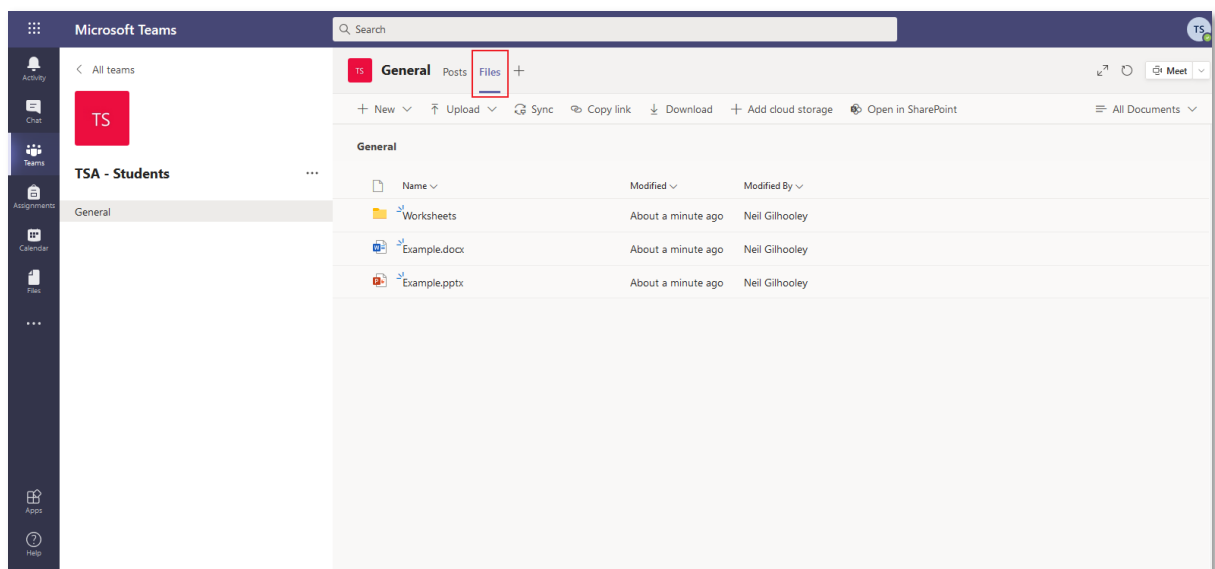 Microsoft Teams
Search
TS
Activity
Chat
Teams
Assignments
Calendar
Files
Apps
Help
All teams
TS
TSA - Students
General
TS General Posts Files
Meet
New Upload Sync Copy link Download Add cloud storage Open in SharePoint All Documents
General
Name Modified Modified By
Worksheets About a minute ago Neil Gilhooley
Example.docx About a minute ago Neil Gilhooley
Example.pptx About a minute ago Neil Gilhooley